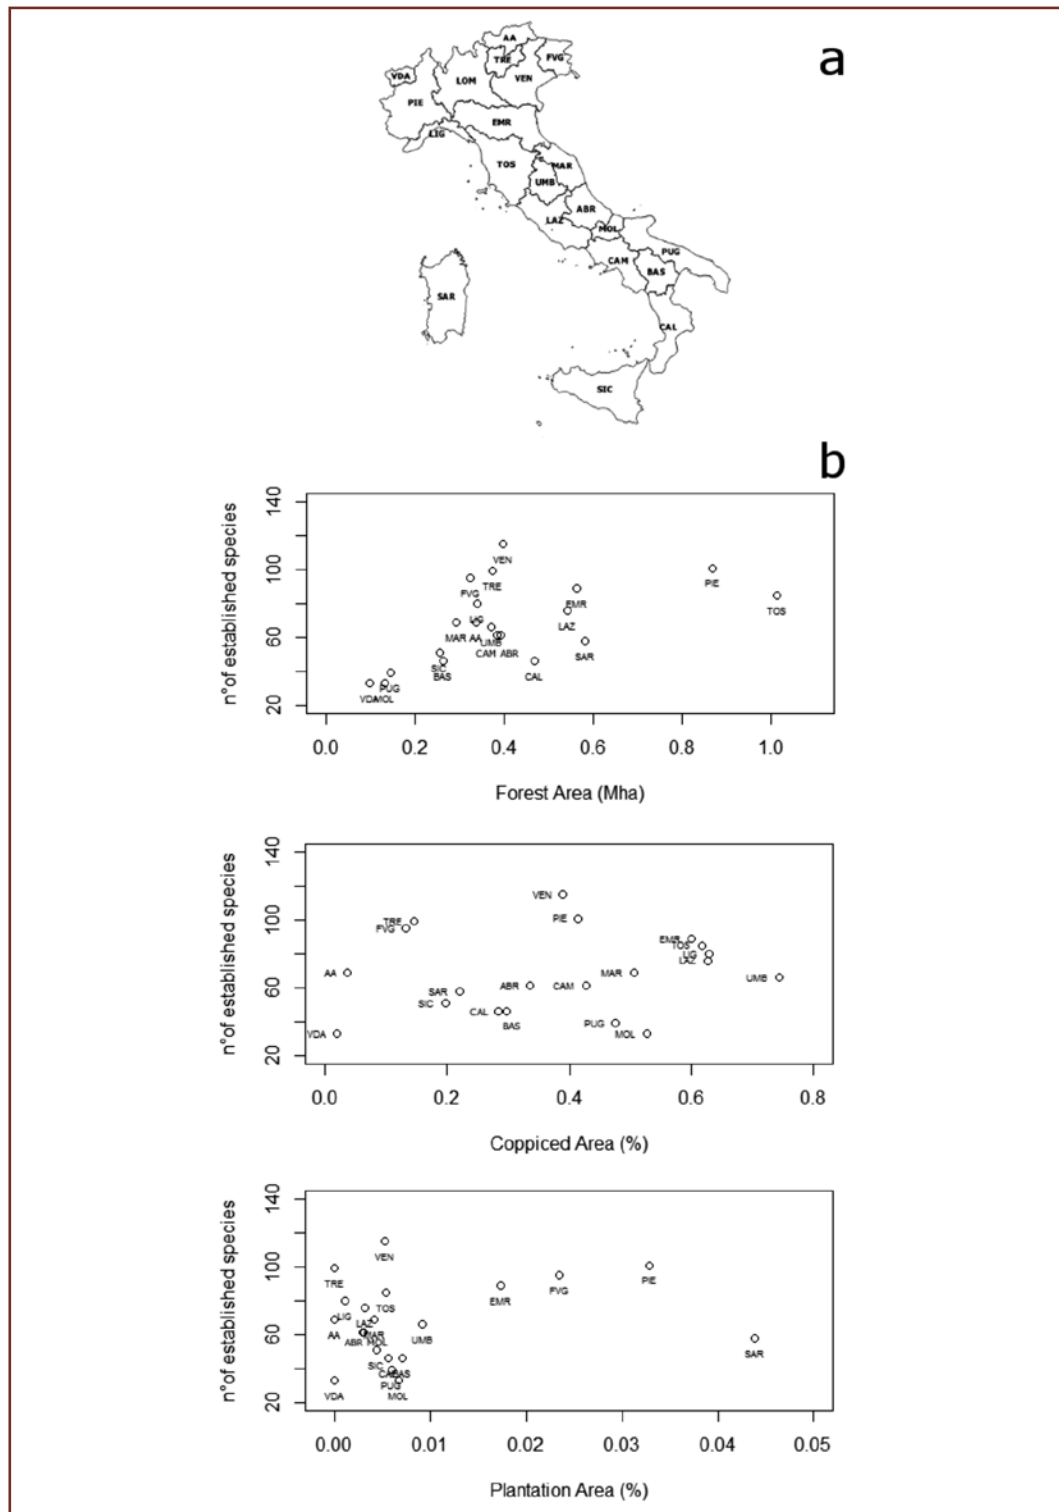 a
AA
TRE
FVG
VDA
LOM
VEN
PIE
EMR
LIG
TOS
MAR
UMB
ABR
LAZ
MOL
PUG
CAM
BAS
SAR
CAL
SIC
b
n°of established species
140
100
60
20
VEN
TRE
FVG
PIE
EMR
TOS
LIG
LAZ
MAR AA
UMB
CAM ABR
SAR
SIC
BAS
CAL
PUG
VDA
MOL
0.0 0.2 0.4 0.6 0.8 1.0
Forest Area (Mha)
n°of established species
140
100
60
20
VEN
PIE
TRE
FVG
EMR
TOS
LIG
LAZ
AA
MAR
UMB
SAR
ABR
CAM
SIC
CAL
BAS
PUG
VDA
MOL
0.0 0.2 0.4 0.6 0.8
Coppiced Area (%)
n°of established species
140
100
60
20
VEN
TRE
PIE
FVG
EMR
TOS
LIG
LAZ
AA
MAR
UMB
ABR
MOL
SAR
SIC
BAS
PUG
VDA
MOL
0.00 0.01 0.02 0.03 0.04 0.05
Plantation Area (%)